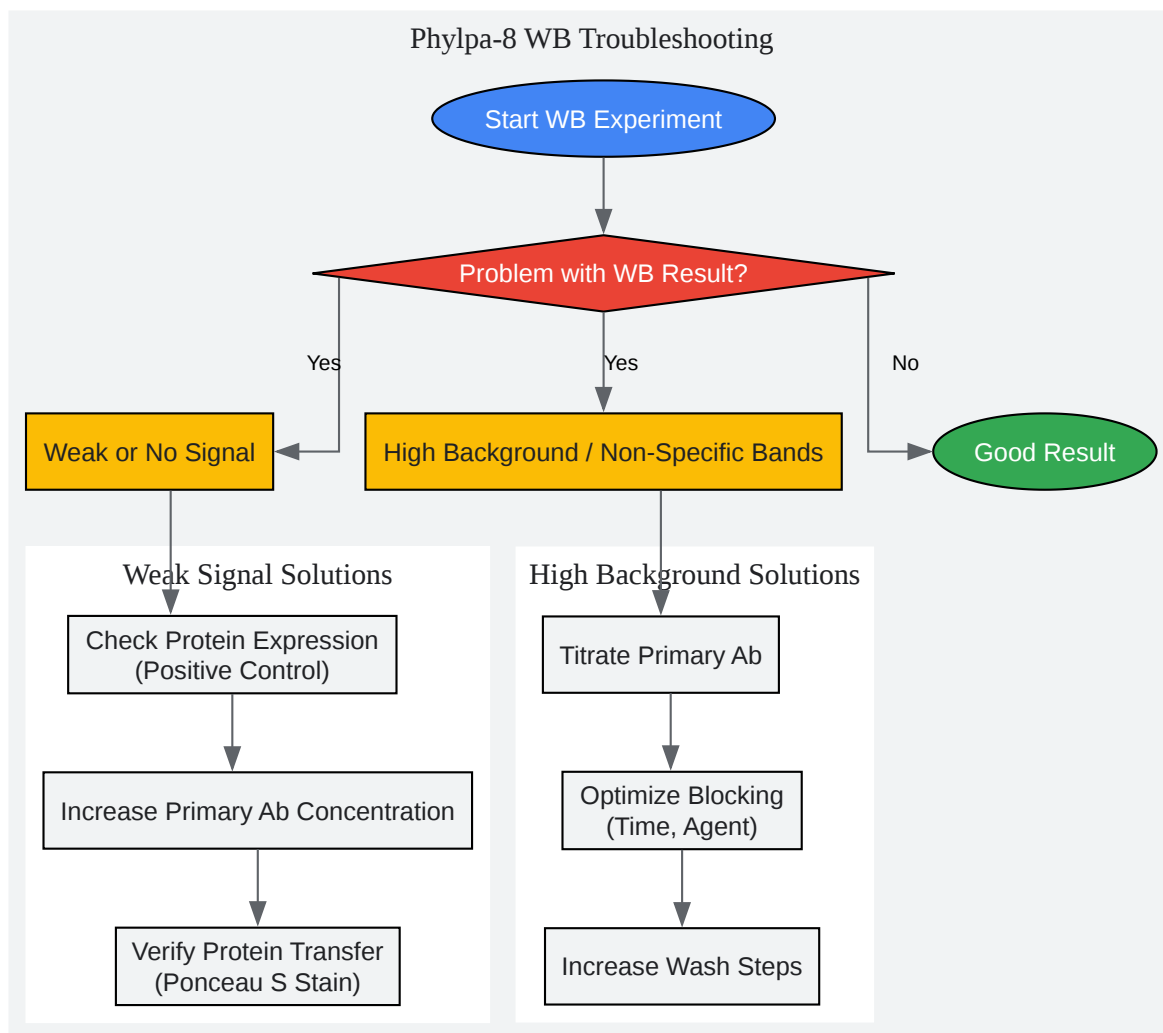 Phylpa-8 WB Troubleshooting
Start WB Experiment
Problem with WB Result?
Yes
Yes
No
Weak or No Signal
High Background / Non-Specific Bands
Good Result
Weak Signal Solutions
High Background Solutions
Check Protein Expression
(Positive Control)
Titrate Primary Ab
Increase Primary Ab Concentration
Optimize Blocking
(Time, Agent)
Verify Protein Transfer
(Ponceau S Stain)
Increase Wash Steps